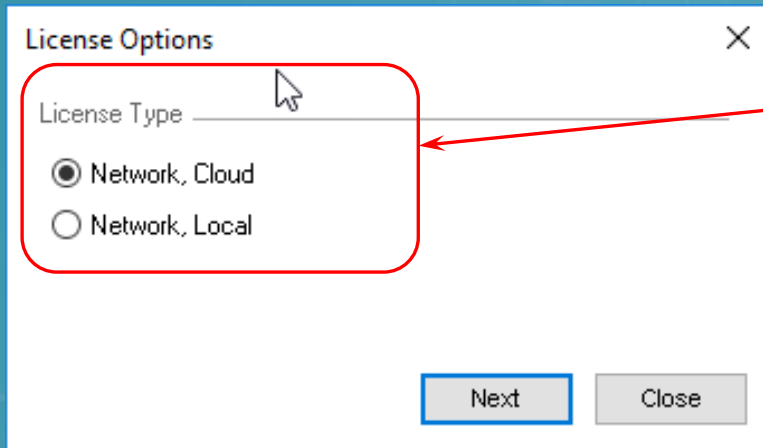 License Options
License Type
Network, Cloud
Network, Local
Next Close